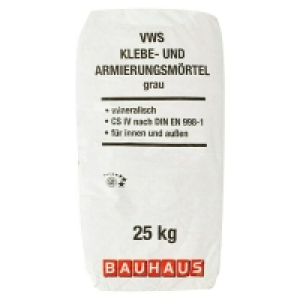 VWS
KLEBE- UND
ARMIERUNGSMÖRTEL
grau
• mineralisch
• CS IV nach DIN EN 998-1
• für innen und außen
25 kg
BAUHAUS